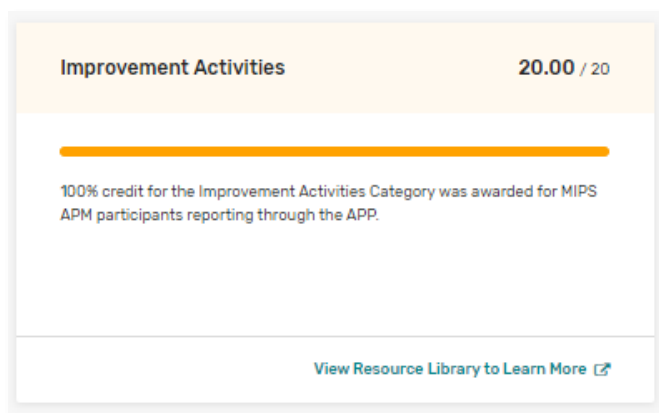 Improvement Activities 20.00 / 20
100% credit for the Improvement Activities Category was awarded for MIPS
APM participants reporting through the APP.
View Resource Library to Learn More